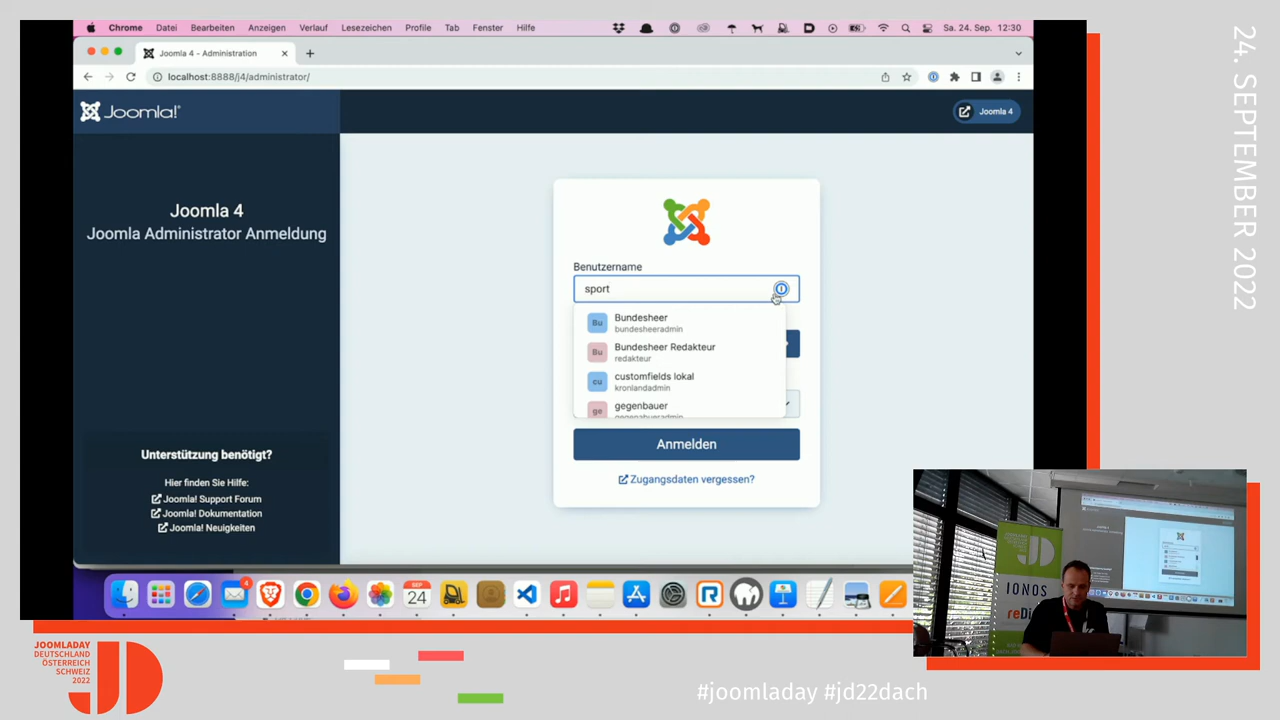 Chrome Datei Bearbeiten Anzeigen Verlauf Lesezeichen Profile Tab Fenster Hilfe Sa. 24. Sep. 12:30
Joomla 4 - Administration
localhost:8888/j4/administrator/
Joomla!
Joomla 4
Joomla 4
Joomla Administrator Anmeldung
Benutzername
sport
Bu Bundesheer
bundesheeradmin
Bu Bundesheer Redakteur
redakteur
cu customfields lokal
kronlandadmin
ge gegenbauer
Anmelden
Zugangsdaten vergessen?
Unterstützung benötigt?
Hier finden Sie Hilfe:
Joomla! Support Forum
Joomla! Dokumentation
Joomla! Neuigkeiten
4
SEP
24
24. SEPTEMBER 2022
IONOS
JOOMLADAY
DEUTSCHLAND
ÖSTERREICH
SCHWEIZ
2022
#joomladay #jd22dach